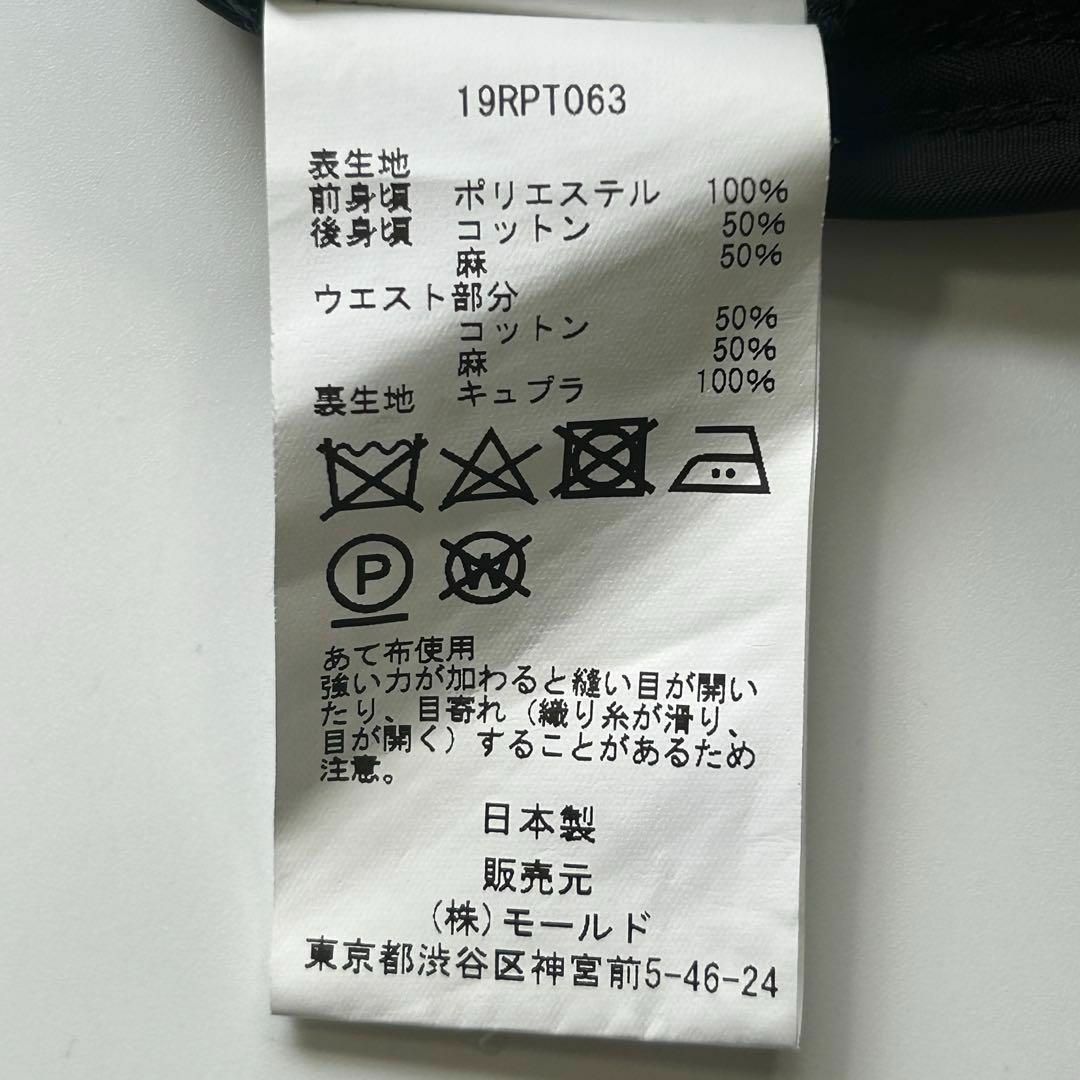 19RPT063
表生地
前身頃 ポリエステル 100%
後身頃 コットン 50%
麻 50%
ウエスト部分
コットン 50%
麻 50%
裏生地 キュプラ 100%
P W
あて布使用
強い力が加わると縫い目が開い
たり、目寄れ(織り糸が滑り、
目が開く)することがあるため
注意。
日本製
販売元
(株)モールド
東京都渋谷区神宮前5-46-24